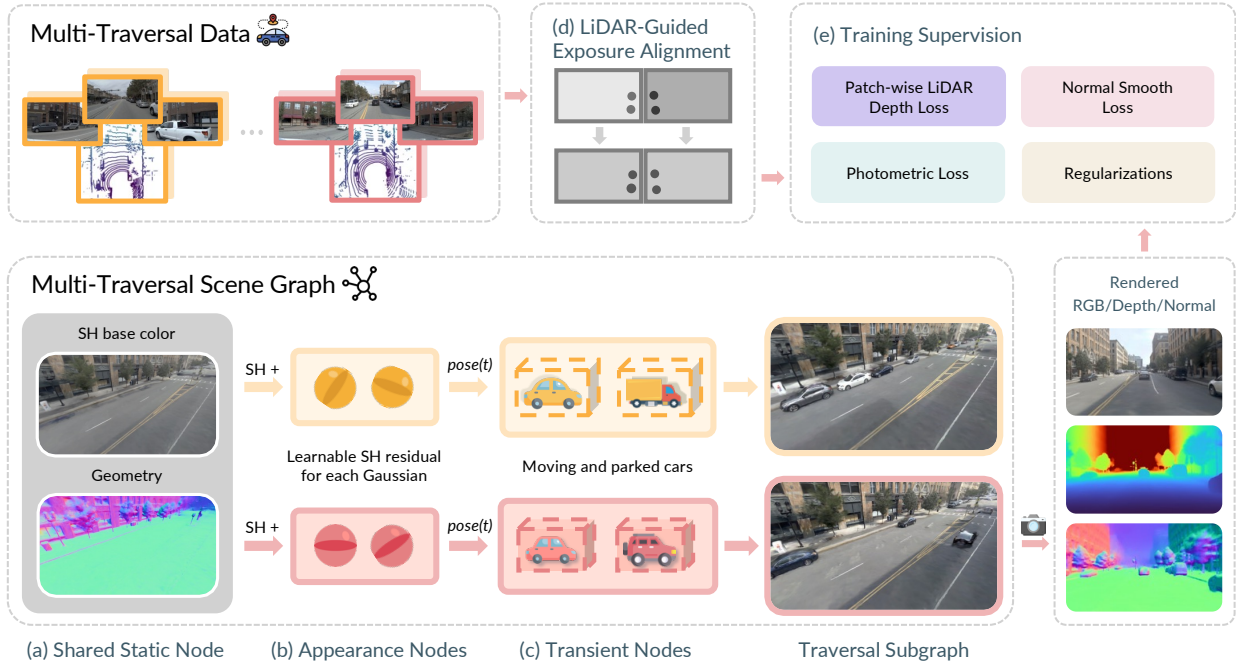 Multi-Traversal Data
...
(d) LiDAR-Guided
Exposure Alignment
(e) Training Supervision
Patch-wise LiDAR
Depth Loss
Normal Smooth
Loss
Photometric Loss
Regularizations
Multi-Traversal Scene Graph
SH base color
Geometry
SH +
SH +
Learnable SH residual
for each Gaussian
pose(t)
pose(t)
Moving and parked cars
Rendered
RGB/Depth/Normal
(a) Shared Static Node
(b) Appearance Nodes
(c) Transient Nodes
Traversal Subgraph